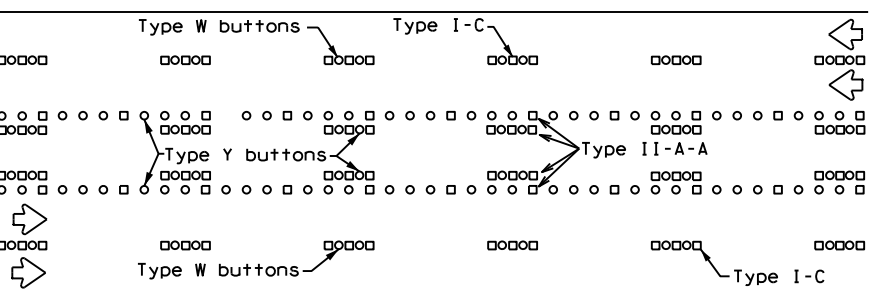 Type W buttons
Type I-C
Type Y buttons
Type II-A-A
Type W buttons
Type I-C